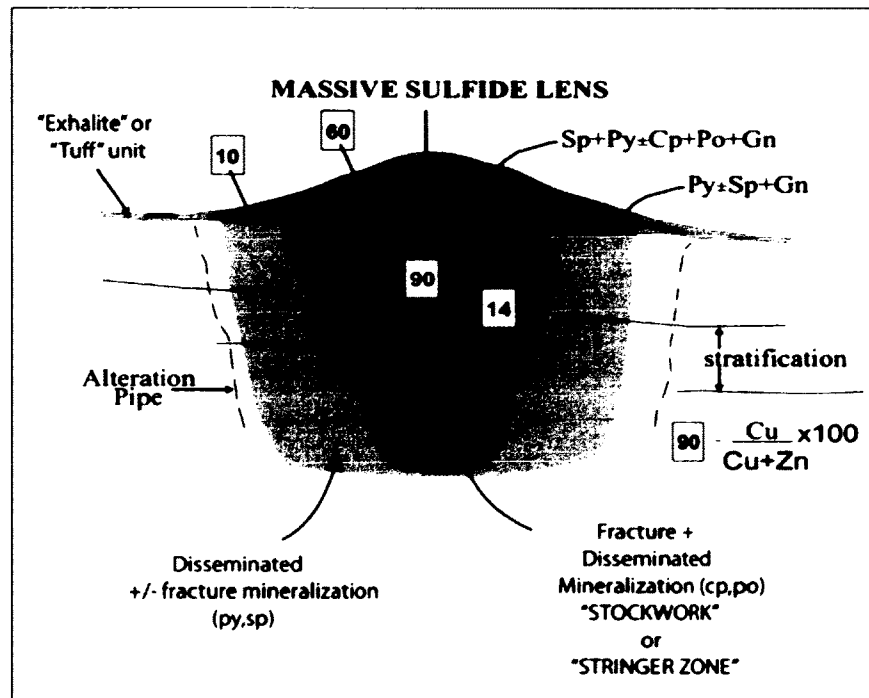 MASSIVE SULFIDE LENS
"Exhalite" or
"Tuff" unit
10
60
Sp+Py±Cp+Po+Gn
Py±Sp+Gn
90
14
stratification
Alteration
Pipe
90 - Cu x100
Cu+Zn
Disseminated
+/- fracture mineralization
(py,sp)
Fracture +
Disseminated
Mineralization (cp,po)
"STOCKWORK"
or
"STRINGER ZONE"